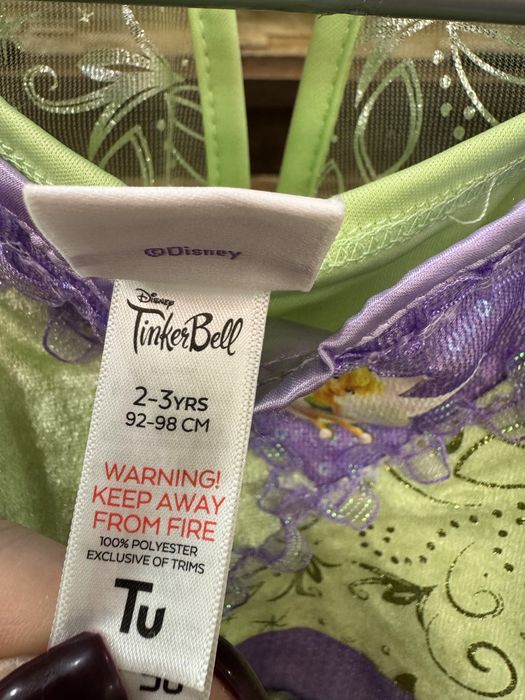 ©Disney
Disney
TinkerBell
2-3YRS
92-98 CM
WARNING!
KEEP AWAY
FROM FIRE
100% POLYESTER
EXCLUSIVE OF TRIMS
Tu